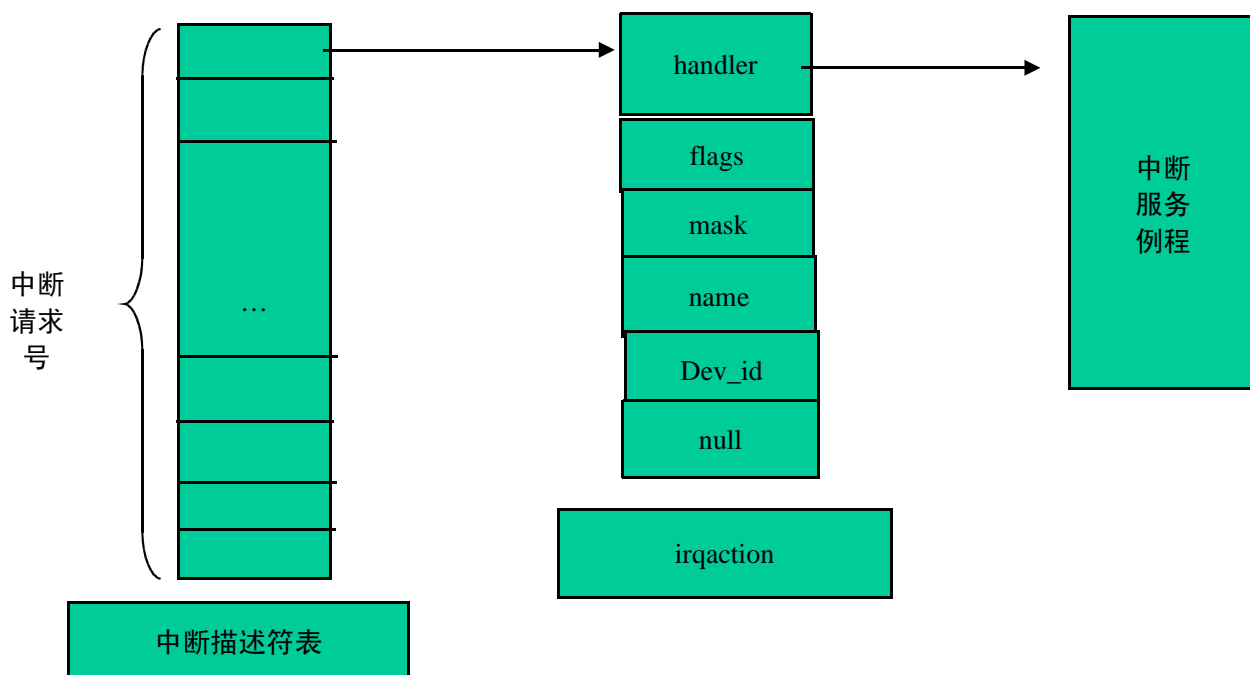 中断
请求
号
…
中断描述符表
handler
flags
mask
name
Dev_id
null
irqaction
中断
服务
例程